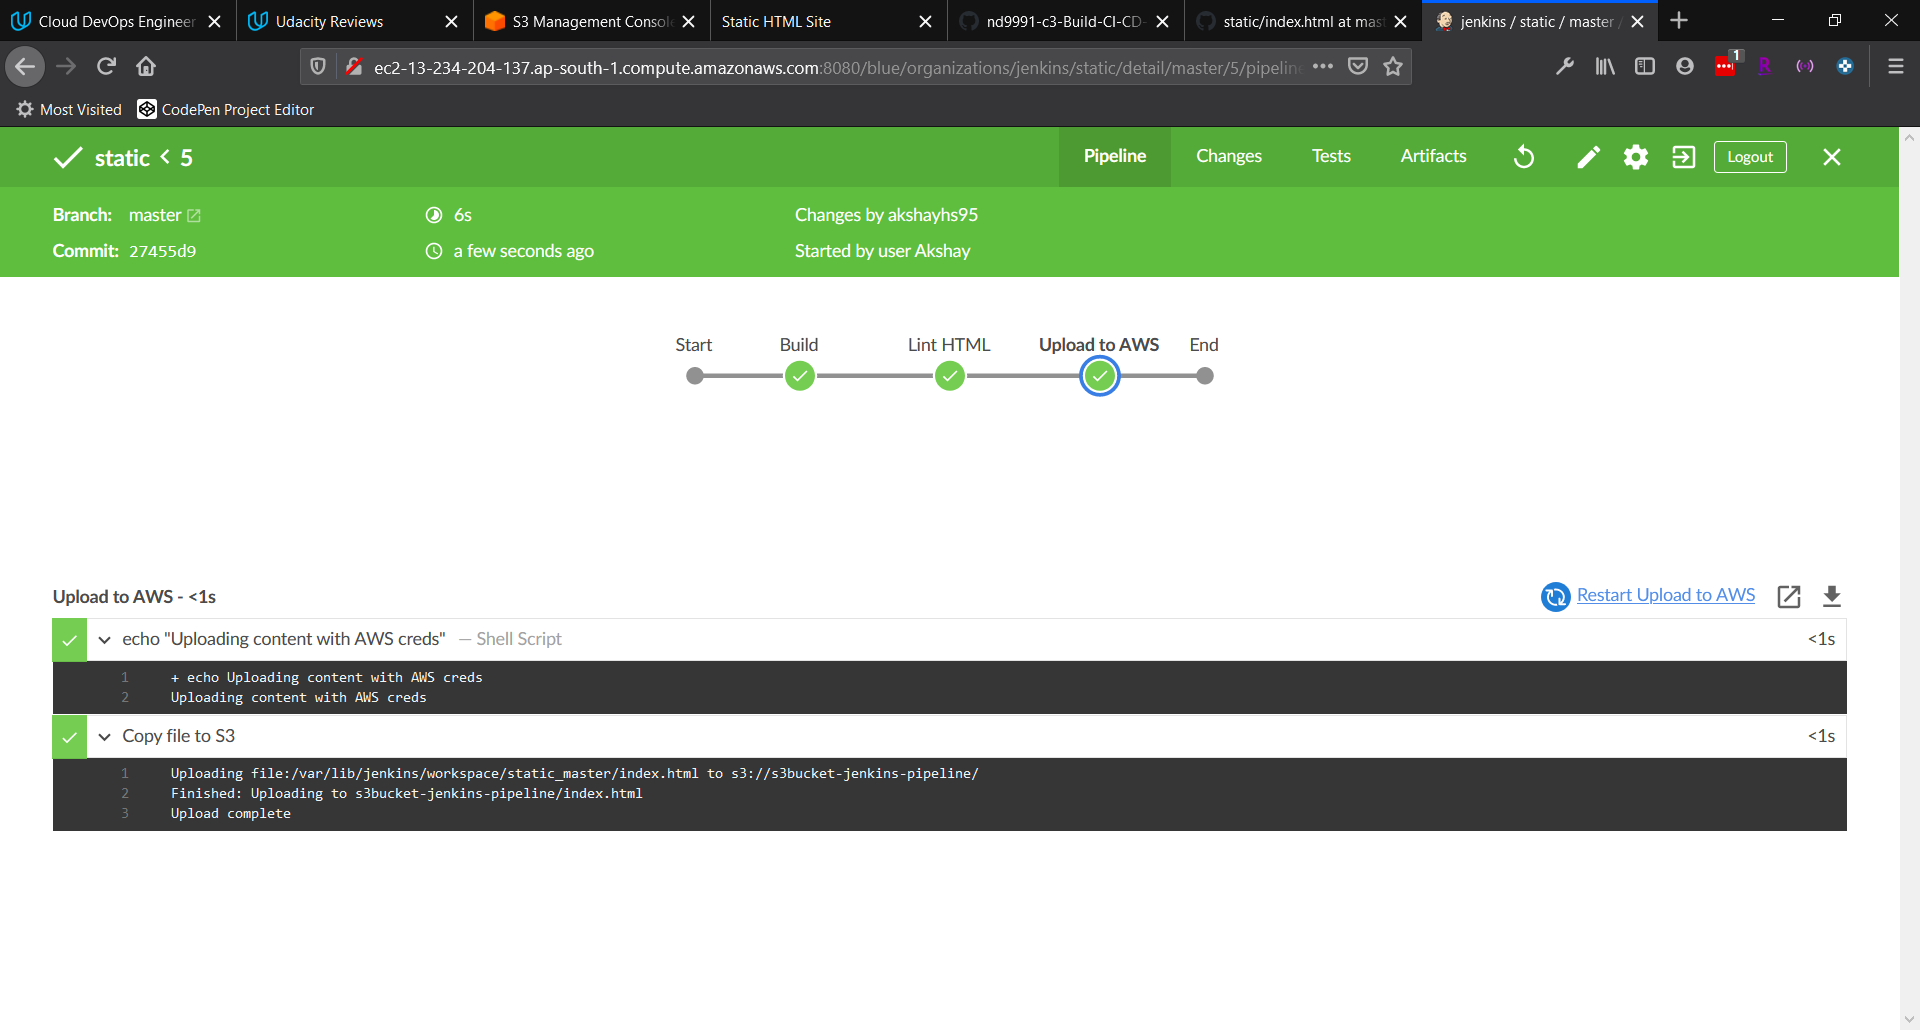 Cloud DevOps Engineer
Udacity Reviews
S3 Management Consol
Static HTML Site
nd9991-c3-Build-CI-CD-
static/index.html at mast
jenkins / static / master /
ec2-13-234-204-137.ap-south-1.compute.amazonaws.com:8080/blue/organizations/jenkins/static/detail/master/5/pipeline
1
Most Visited
CodePen Project Editor
static < 5
Pipeline
Changes
Tests
Artifacts
Logout
Branch: master
6s
Changes by akshayhs95
Commit: 27455d9
a few seconds ago
Started by user Akshay
Start
Build
Lint HTML
Upload to AWS
End
Upload to AWS - <1s
Restart Upload to AWS
echo "Uploading content with AWS creds" — Shell Script
<1s
1 + echo Uploading content with AWS creds
2 Uploading content with AWS creds
Copy file to S3
<1s
1 Uploading file:/var/lib/jenkins/workspace/static_master/index.html to s3://s3bucket-jenkins-pipeline/
2 Finished: Uploading to s3bucket-jenkins-pipeline/index.html
3 Upload complete